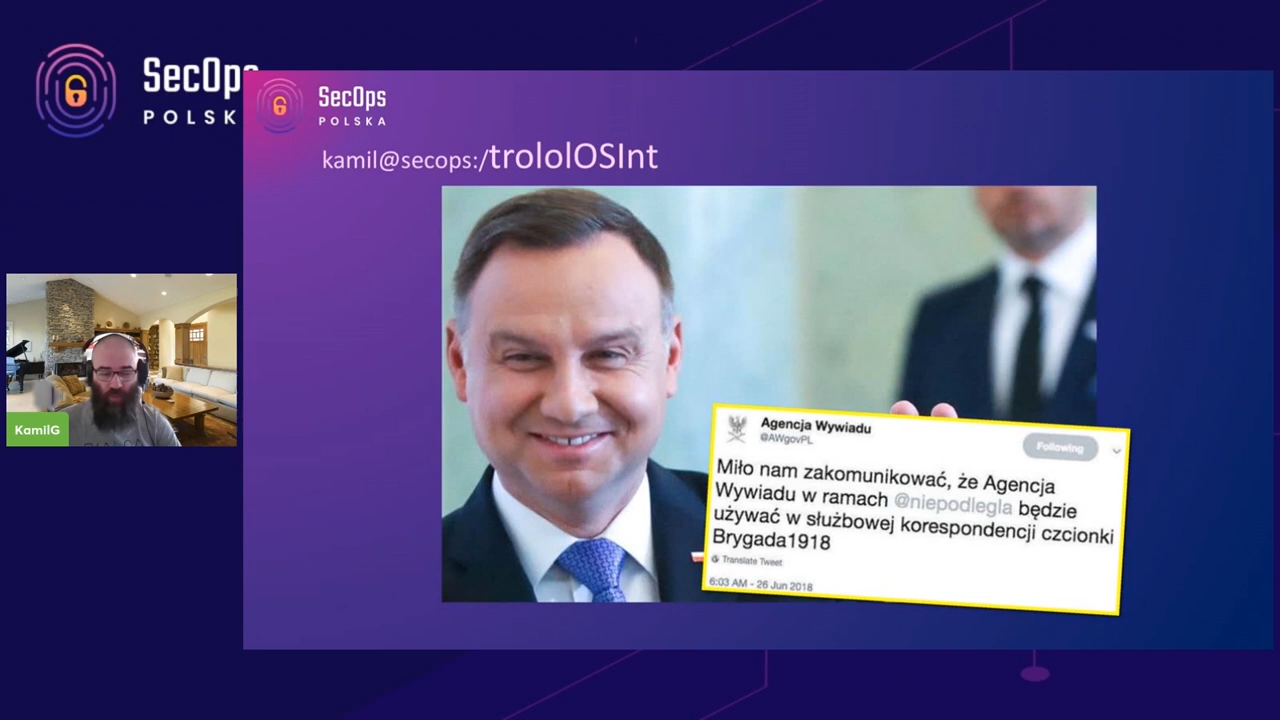 SecOps
POLSK
SecOps
POLSKA
kamil@secops:/trololOSInt
KamilG
Agencja Wywiadu
@AWgovPL
Following
Miło nam zakomunikować, że Agencja
Wywiadu w ramach @niepodlegla będzie
używać w służbowej korespondencji czcionki
Brygada1918
Translate Tweet
6:03 AM - 26 Jun 2018